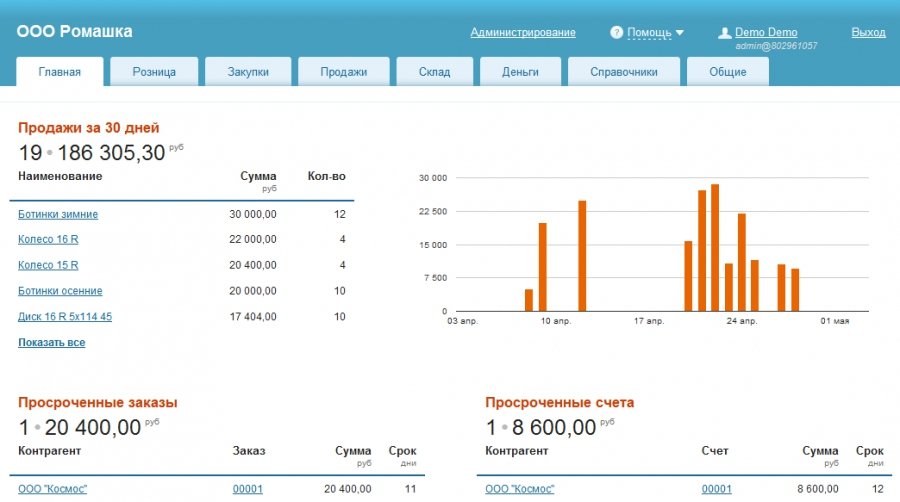 ООО Ромашка
Администрирование
? Помощь
Demo Demo
admin@802961057
Выход
Главная Розница Закупки Продажи Склад Деньги Справочники Общие
Продажи за 30 дней
19 • 186 305,30 руб
Наименование Сумма Кол-во
руб
Ботинки зимние 30 000,00 12
Колесо 16 R 22 000,00 4
Колесо 15 R 20 400,00 4
Ботинки осенние 20 000,00 10
Диск 16 R 5x114 45 17 404,00 10
Показать все
30 000
22 500
15 000
7 500
0
03 апр. 10 апр. 17 апр. 24 апр. 01 мая
Просроченные заказы
1 • 20 400,00 руб
Контрагент Заказ Сумма Срок
руб дни
ООО "Космос" 00001 20 400,00 11
Просроченные счета
1 • 8 600,00 руб
Контрагент Счет Сумма Срок
руб дни
ООО "Космос" 00001 8 600,00 12